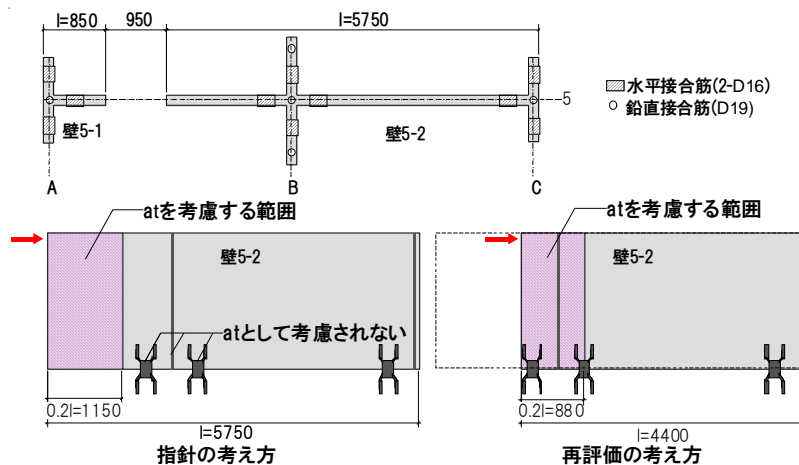 l=850
950
l=5750
壁5-1
壁5-2
5
A
B
C
水平接合筋(2-D16)
鉛直接合筋(D19)
atを考慮する範囲
壁5-2
atとして考慮されない
0.2l=1150
l=5750
指針の考え方
atを考慮する範囲
壁5-2
0.2l=880
l=4400
再評価の考え方